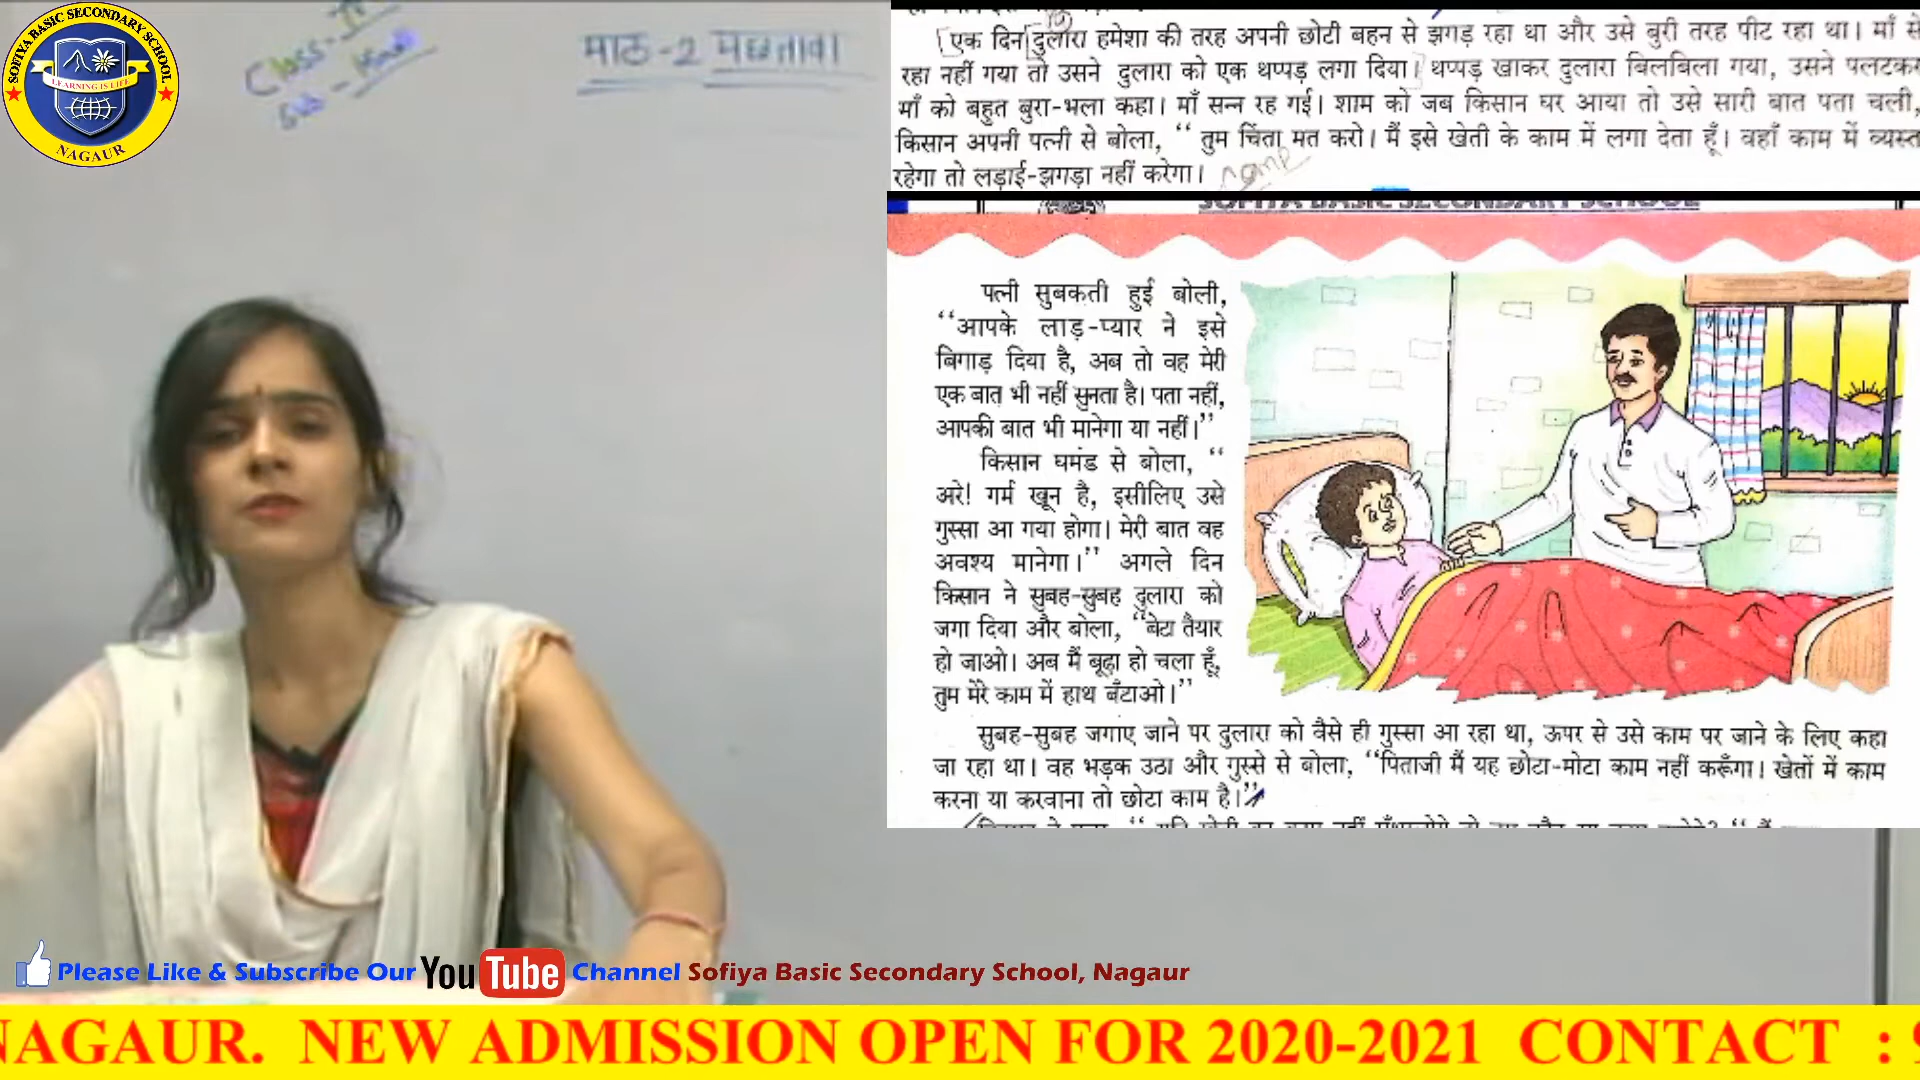 SOFIYA BASIC SECONDARY SCHOOL
LEARNING IS LIFE
NAGAUR
Class-
Sub-
पाठ-2 पछतावा
एक दिन दुलारा हमेशा की तरह अपनी छोटी बहन से झगड़ रहा था और उसे बुरी तरह पीट रहा था। माँ से
रहा नहीं गया तो उसने दुलारा को एक थप्पड़ लगा दिया। थप्पड़ खाकर दुलारा बिलबिला गया, उसने पलटकर
माँ को बहुत बुरा-भला कहा। माँ सन्न रह गई। शाम को जब किसान घर आया तो उसे सारी बात पता चली,
किसान अपनी पत्नी से बोला, “ तुम चिंता मत करो। मैं इसे खेती के काम में लगा देता हूँ। वहाँ काम में व्यस्त
रहेगा तो लड़ाई-झगड़ा नहीं करेगा।
SOFIYA BASIC SECONDARY SCHOOL
पत्नी सुबकती हुई बोली,
“आपके लाड़-प्यार ने इसे
बिगाड़ दिया है, अब तो वह मेरी
एक बात भी नहीं सुनता है। पता नहीं,
आपकी बात भी मानेगा या नहीं।”
किसान घमंड से बोला, “
अरे! गर्म खून है, इसीलिए उसे
गुस्सा आ गया होगा। मेरी बात वह
अवश्य मानेगा।” अगले दिन
किसान ने सुबह-सुबह दुलारा को
जगा दिया और बोला, “बेटा तैयार
हो जाओ। अब मैं बूढ़ा हो चला हूँ,
तुम मेरे काम में हाथ बँटाओ।”
सुबह-सुबह जगाए जाने पर दुलारा को वैसे ही गुस्सा आ रहा था, ऊपर से उसे काम पर जाने के लिए कहा
जा रहा था। वह भड़क उठा और गुस्से से बोला, “पिताजी मैं यह छोटा-मोटा काम नहीं करूँगा। खेतों में काम
करना या करवाना तो छोटा काम है।”
Please Like & Subscribe Our YouTube Channel Sofiya Basic Secondary School, Nagaur
NAGAUR. NEW ADMISSION OPEN FOR 2020-2021 CONTACT : 9